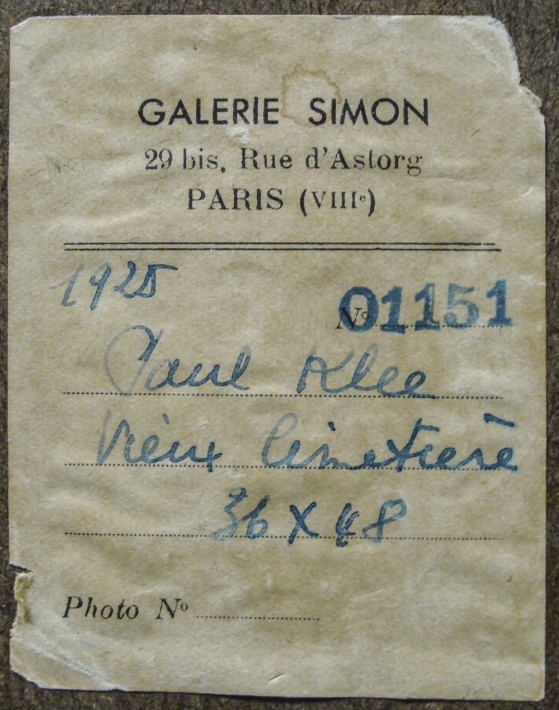 GALERIE SIMON
29 bis, Rue d'Astorg
PARIS (VIIIe)
1925
No 01151
Paul Klee
Vieux Cimetière
36 X 48
Photo No